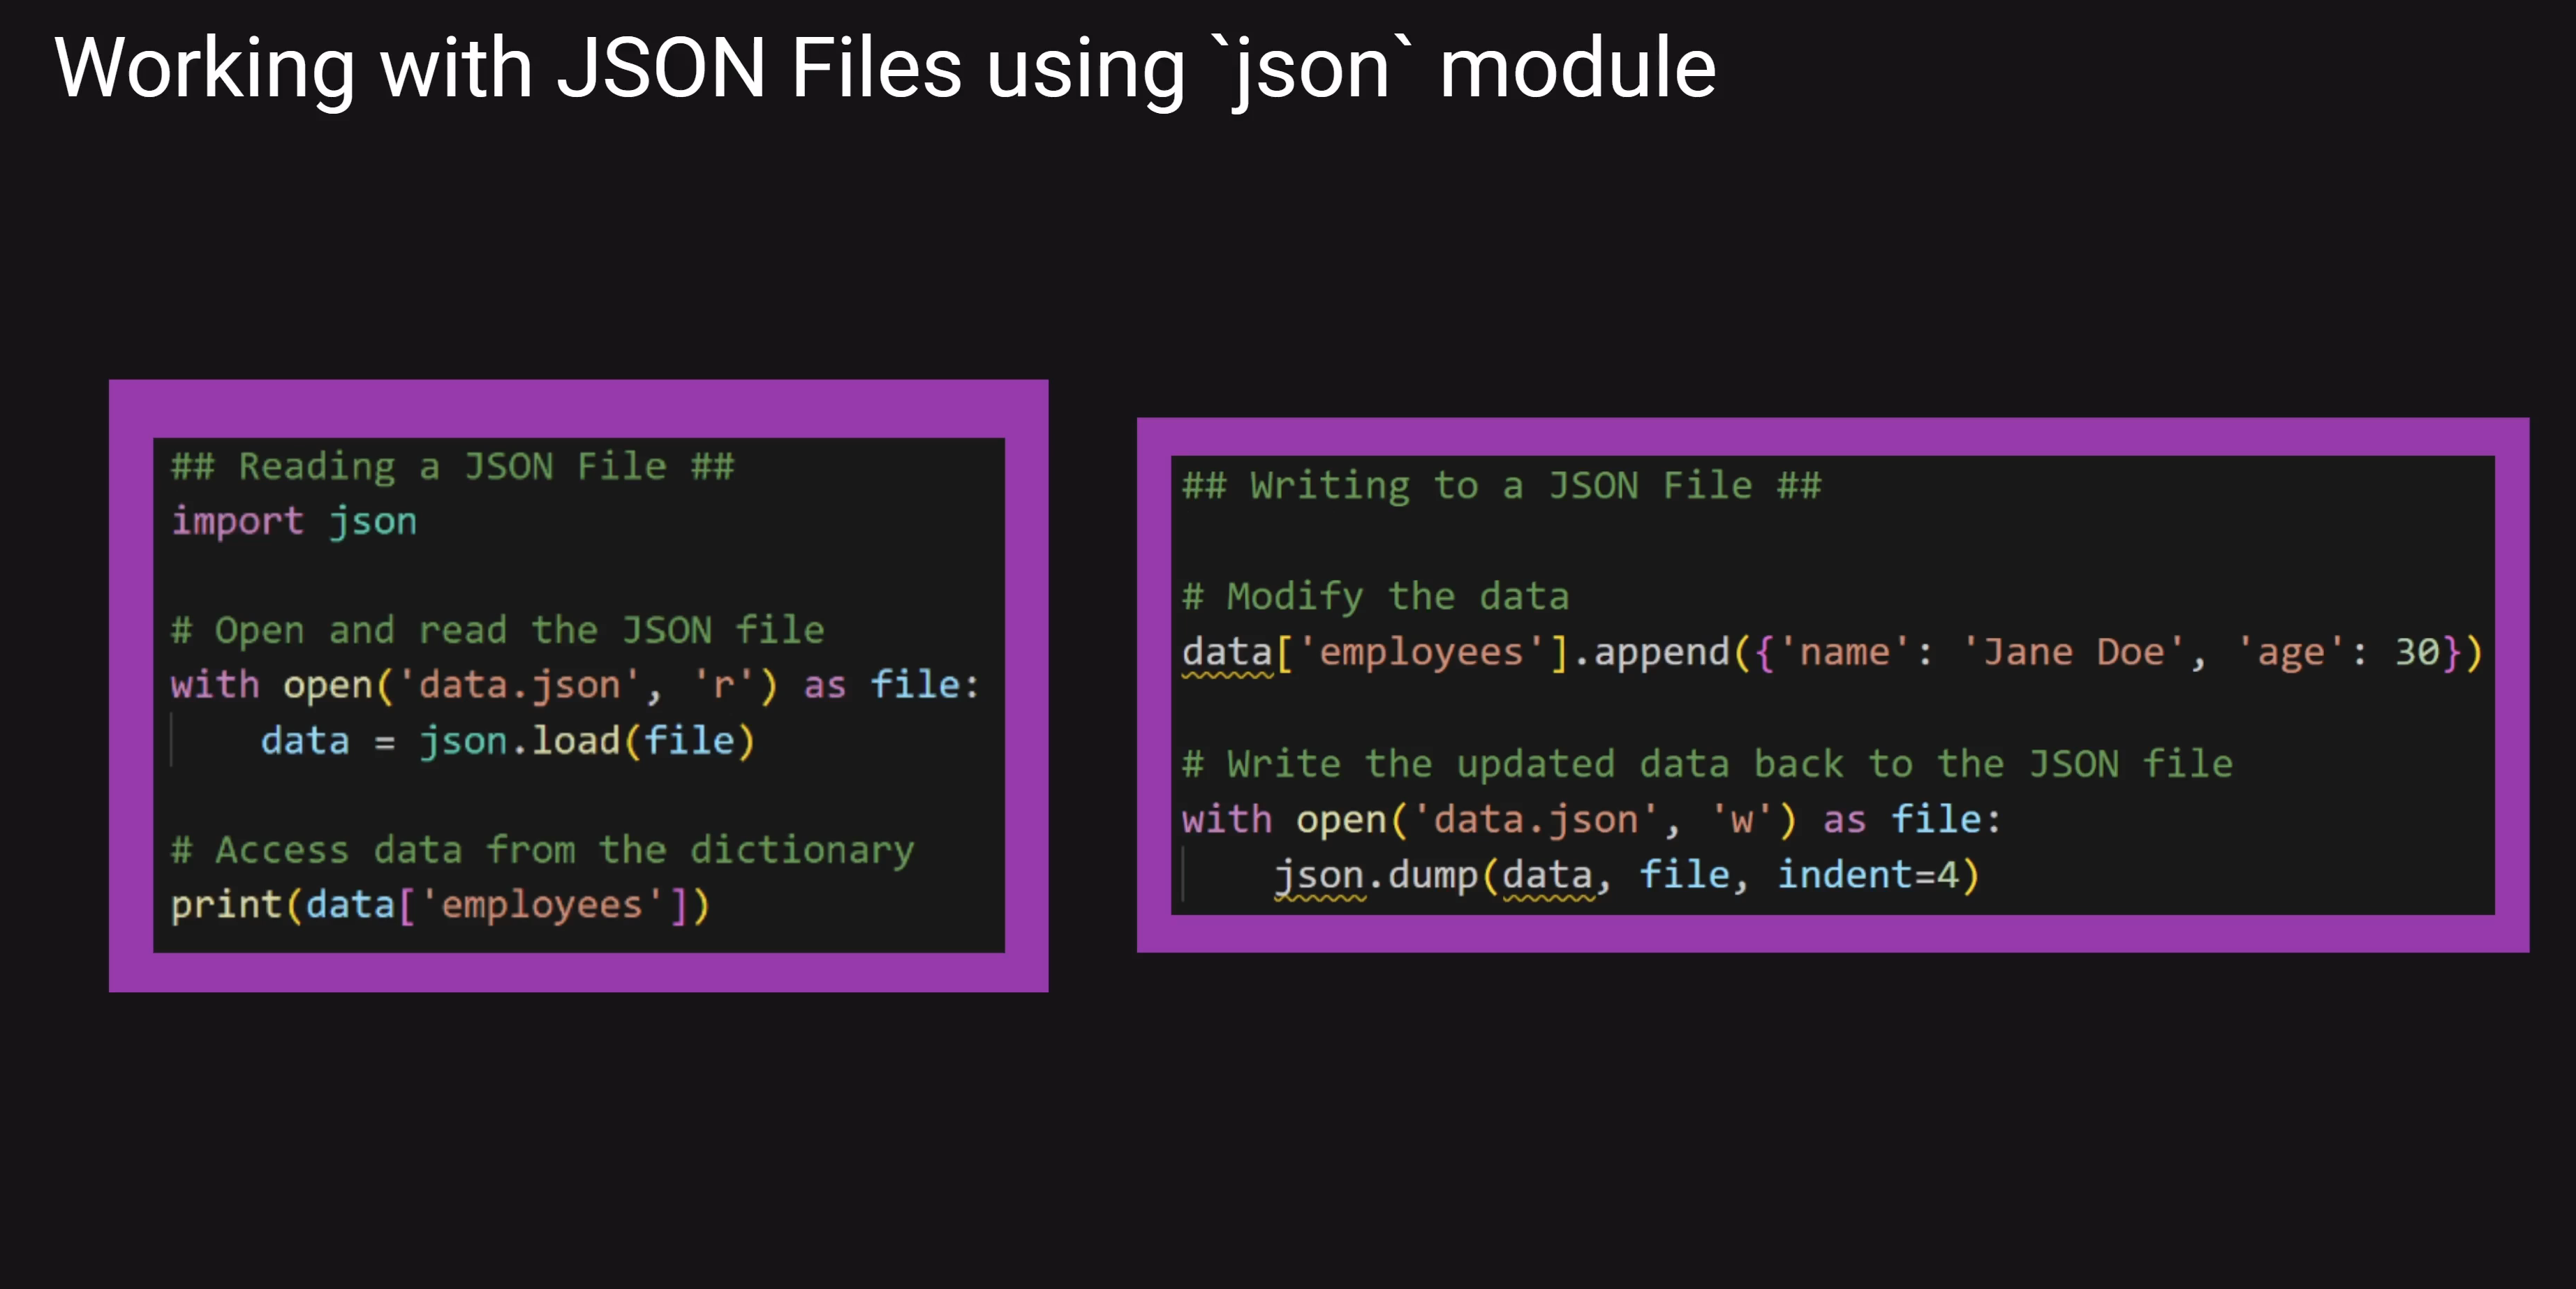 Working with JSON Files using `json` module
## Reading a JSON File ##
import json
# Open and read the JSON file
with open('data.json', 'r') as file:
    data = json.load(file)
# Access data from the dictionary
print(data['employees'])
## Writing to a JSON File ##
# Modify the data
data['employees'].append({'name': 'Jane Doe', 'age': 30})
# Write the updated data back to the JSON file
with open('data.json', 'w') as file:
    json.dump(data, file, indent=4)